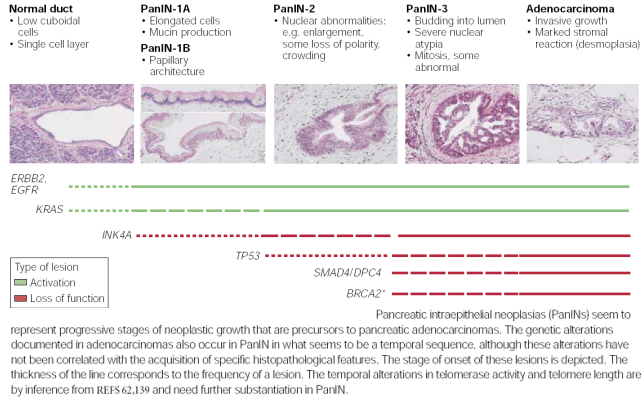 Normal duct
• Low cuboidal
cells
• Single cell layer
PanIN-1A
• Elongated cells
• Mucin production
PanIN-1B
• Papillary
architecture
PanIN-2
• Nuclear abnormalities:
e.g. enlargement,
some loss of polarity,
crowding
PanIN-3
• Budding into lumen
• Severe nuclear
atypia
• Mitosis, some
abnormal
Adenocarcinoma
• Invasive growth
• Marked stromal
reaction (desmoplasia)
ERBB2,
EGFR
KRAS
INK4A
TP53
SMAD4/DPC4
BRCA2*
Type of lesion
Activation
Loss of function
Pancreatic intraepithelial neoplasias (PanINs) seem to
represent progressive stages of neoplastic growth that are precursors to pancreatic adenocarcinomas. The genetic alterations
documented in adenocarcinomas also occur in PanIN in what seems to be a temporal sequence, although these alterations have
not been correlated with the acquisition of specific histopathological features. The stage of onset of these lesions is depicted. The
thickness of the line corresponds to the frequency of a lesion. The temporal alterations in telomerase activity and telomere length are
by inference from REFS 62,139 and need further substantiation in PanIN.